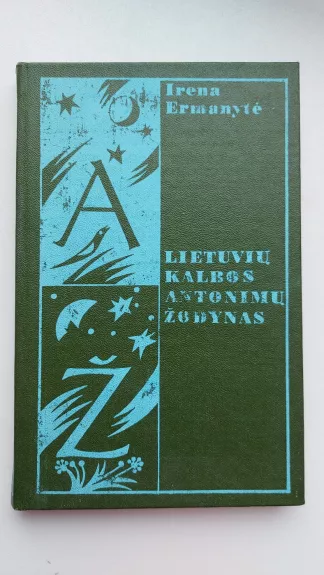 Irena
Ermanytė
A
LIETUVIŲ
KALBOS
ANTONIMŲ
ŽODYNAS
Ž